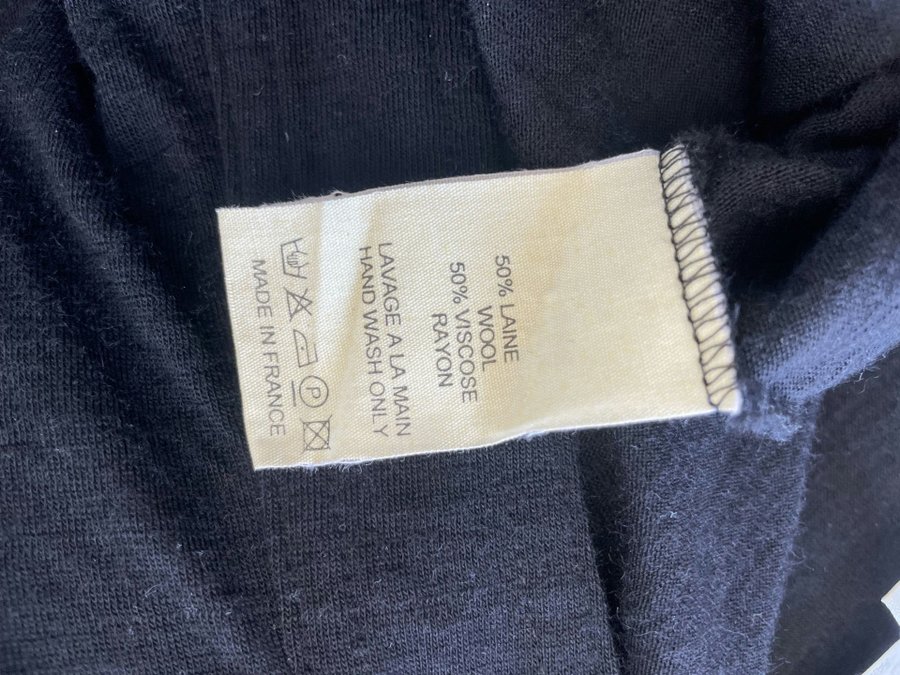 50% LAINE
WOOL
50% VISCOSE
RAYON
LAVAGE A LA MAIN
HAND WASH ONLY
P
MADE IN FRANCE